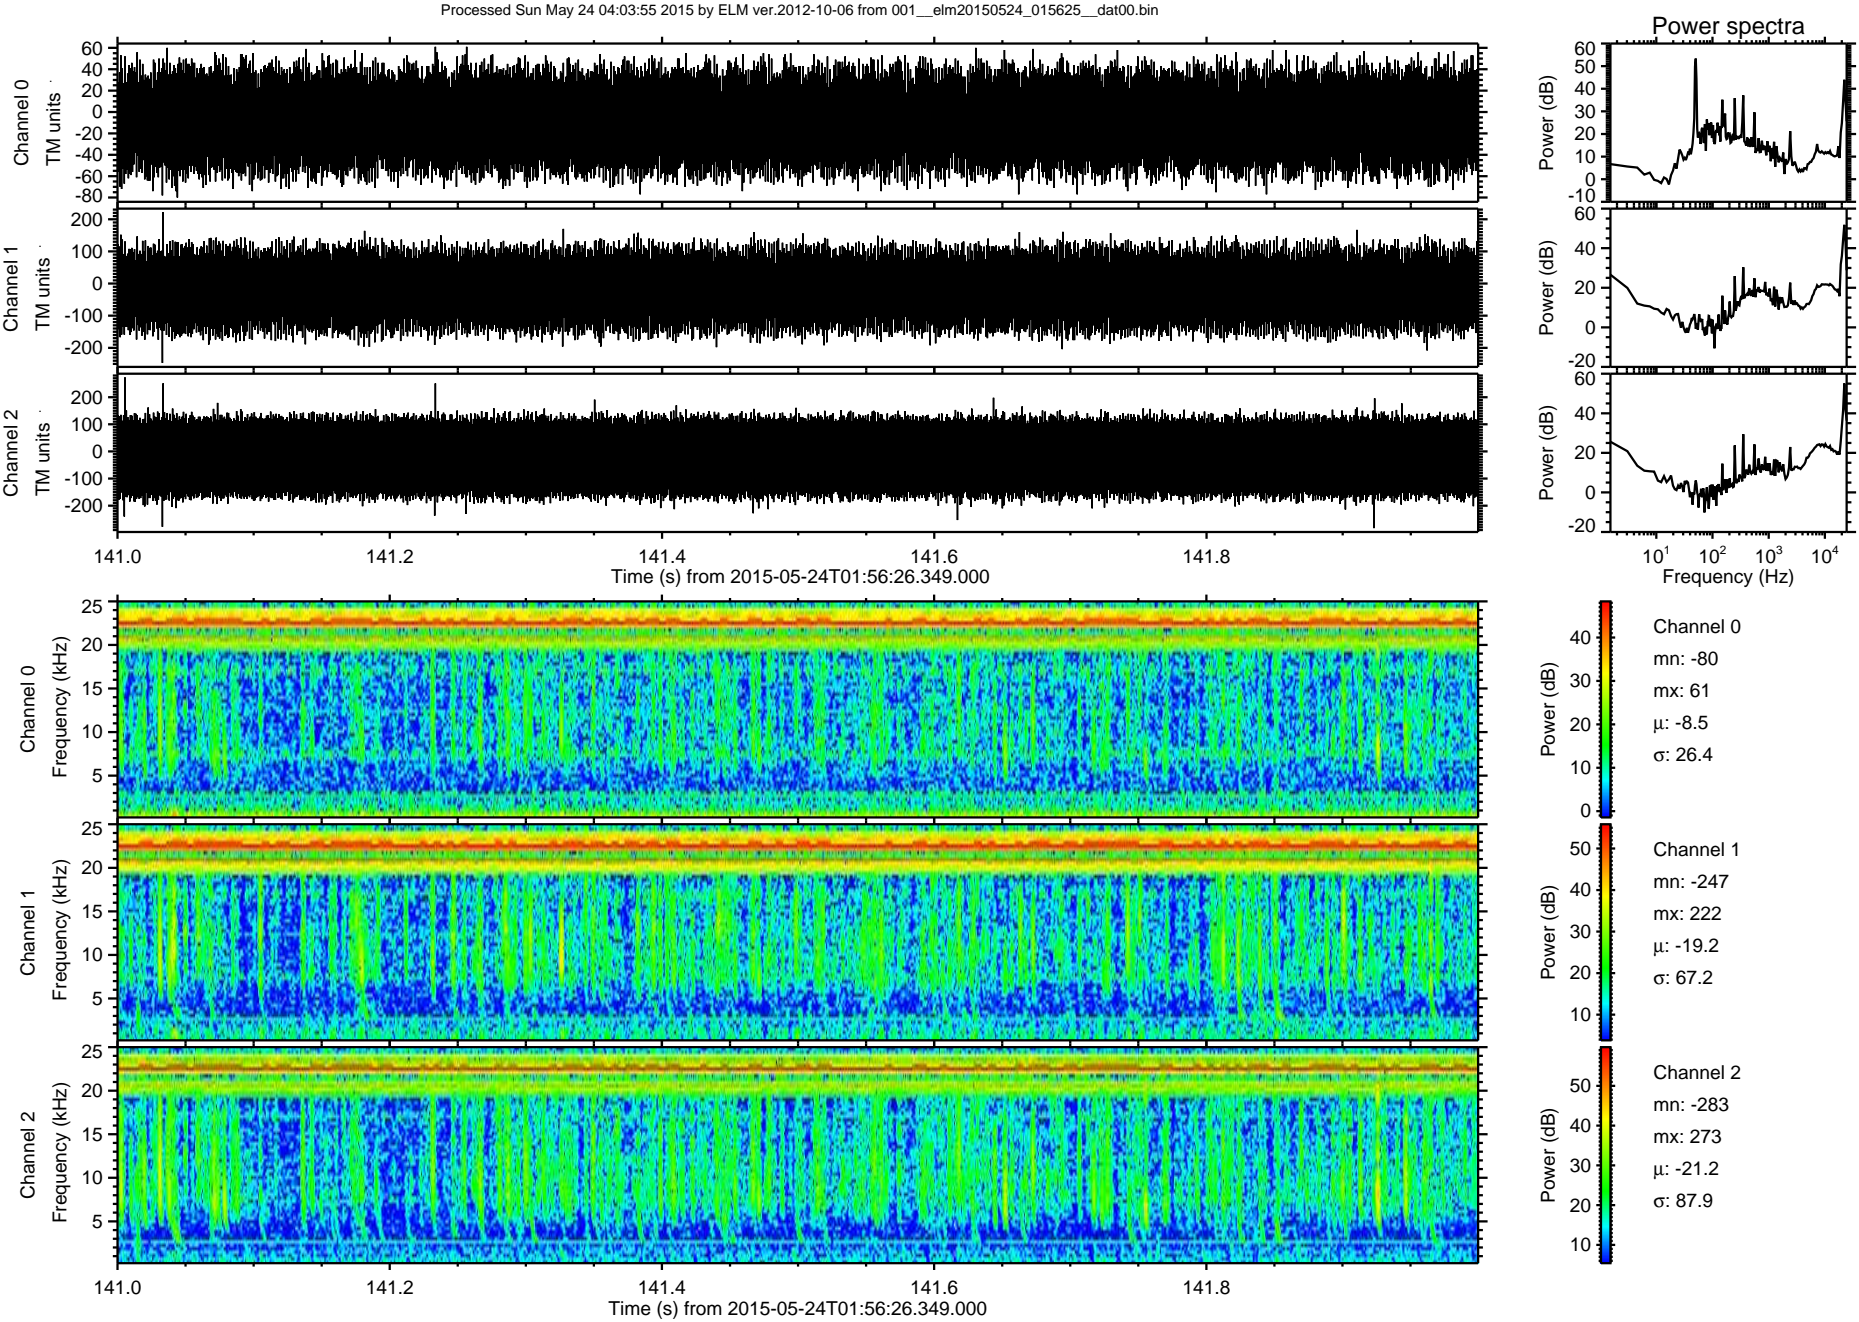 Processed Sun May 24 04:03:55 2015 by ELM ver.2012-10-06 from 001__elm20150524_015625__dat00.bin
Power spectra
Channel 0
TM units
60
40
20
0
-20
-40
-60
-80
Power (dB)
60
50
40
30
20
10
0
-10
Channel 1
TM units
200
100
0
-100
-200
Power (dB)
60
40
20
0
-20
Channel 2
TM units
200
100
0
-100
-200
Power (dB)
60
40
20
0
-20
141.0 141.2 141.4 141.6 141.8
Time (s) from 2015-05-24T01:56:26.349.000
10^1 10^2 10^3 10^4
Frequency (Hz)
Channel 0
Frequency (kHz)
25
20
15
10
5
Power (dB)
40
30
20
10
0
Channel 0
mn: -80
mx: 61
μ: -8.5
σ: 26.4
Channel 1
Frequency (kHz)
25
20
15
10
5
Power (dB)
50
40
30
20
10
Channel 1
mn: -247
mx: 222
μ: -19.2
σ: 67.2
Channel 2
Frequency (kHz)
25
20
15
10
5
Power (dB)
50
40
30
20
10
Channel 2
mn: -283
mx: 273
μ: -21.2
σ: 87.9
141.0 141.2 141.4 141.6 141.8
Time (s) from 2015-05-24T01:56:26.349.000